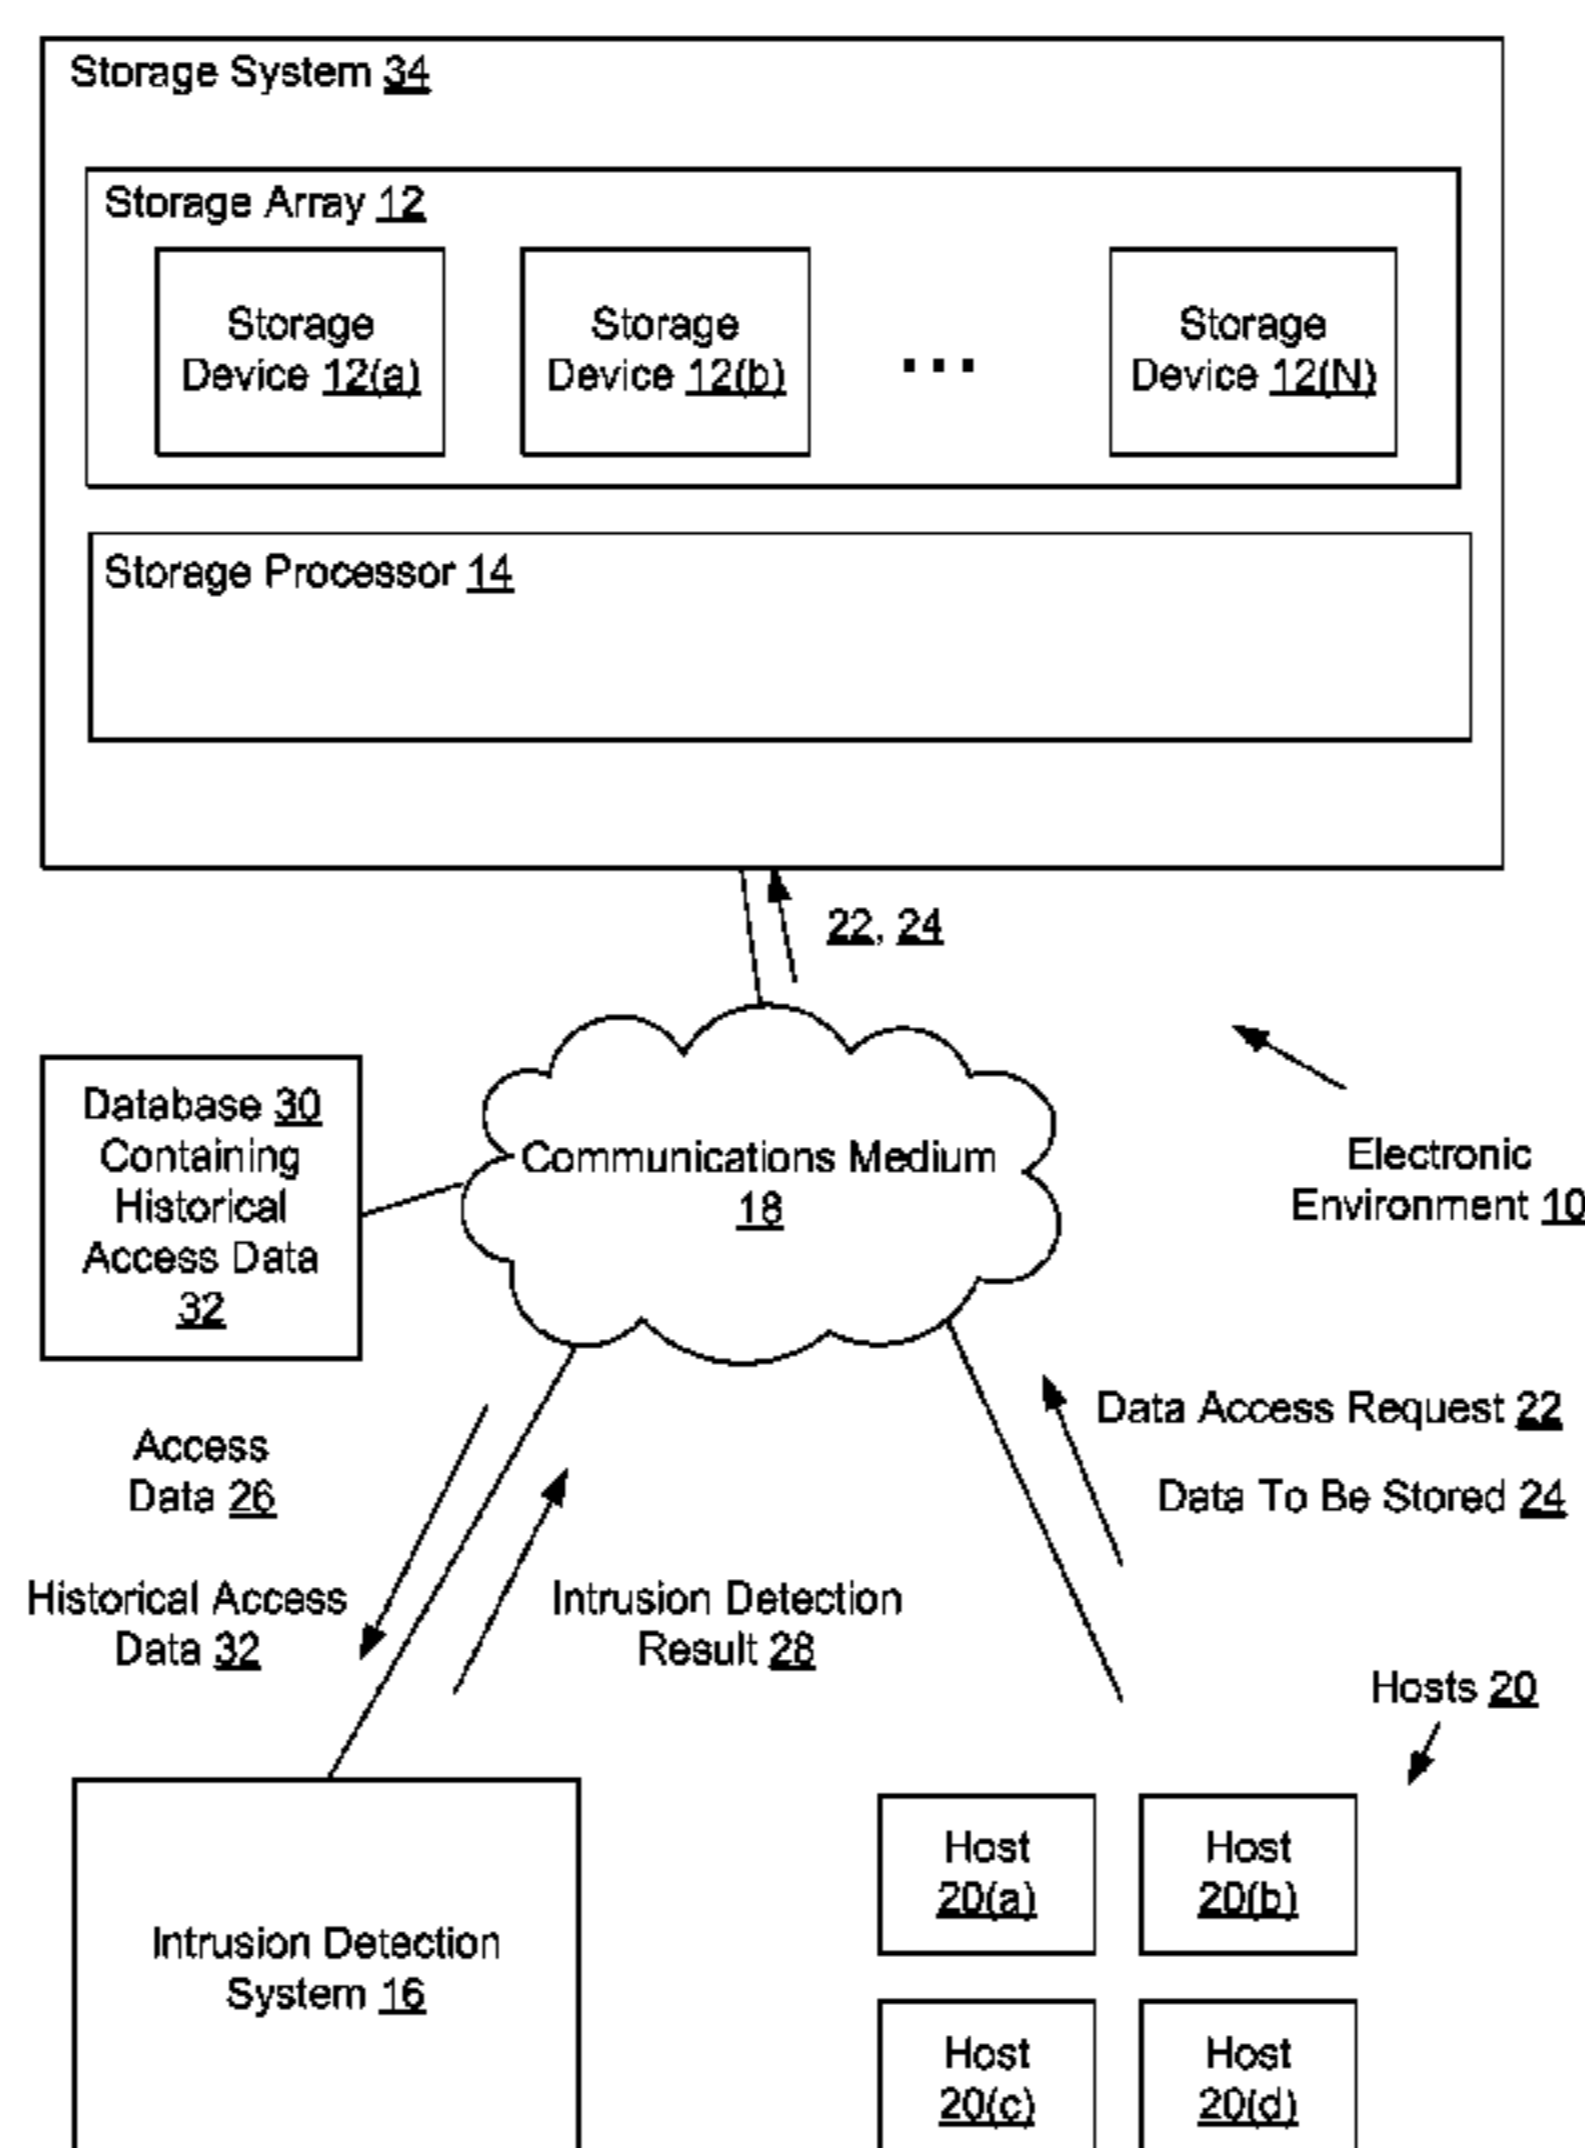 Storage System 34
Storage Array 12
Storage
Device 12(a)
Storage
Device 12(b)
...
Storage
Device 12(N)
Storage Processor 14
22, 24
Database 30
Containing
Historical
Access Data
32
Communications Medium
18
Electronic
Environment 10
Access
Data 26
Historical Access
Data 32
Intrusion Detection
Result 28
Data Access Request 22
Data To Be Stored 24
Hosts 20
Intrusion Detection
System 16
Host
20(a)
Host
20(b)
Host
20(c)
Host
20(d)